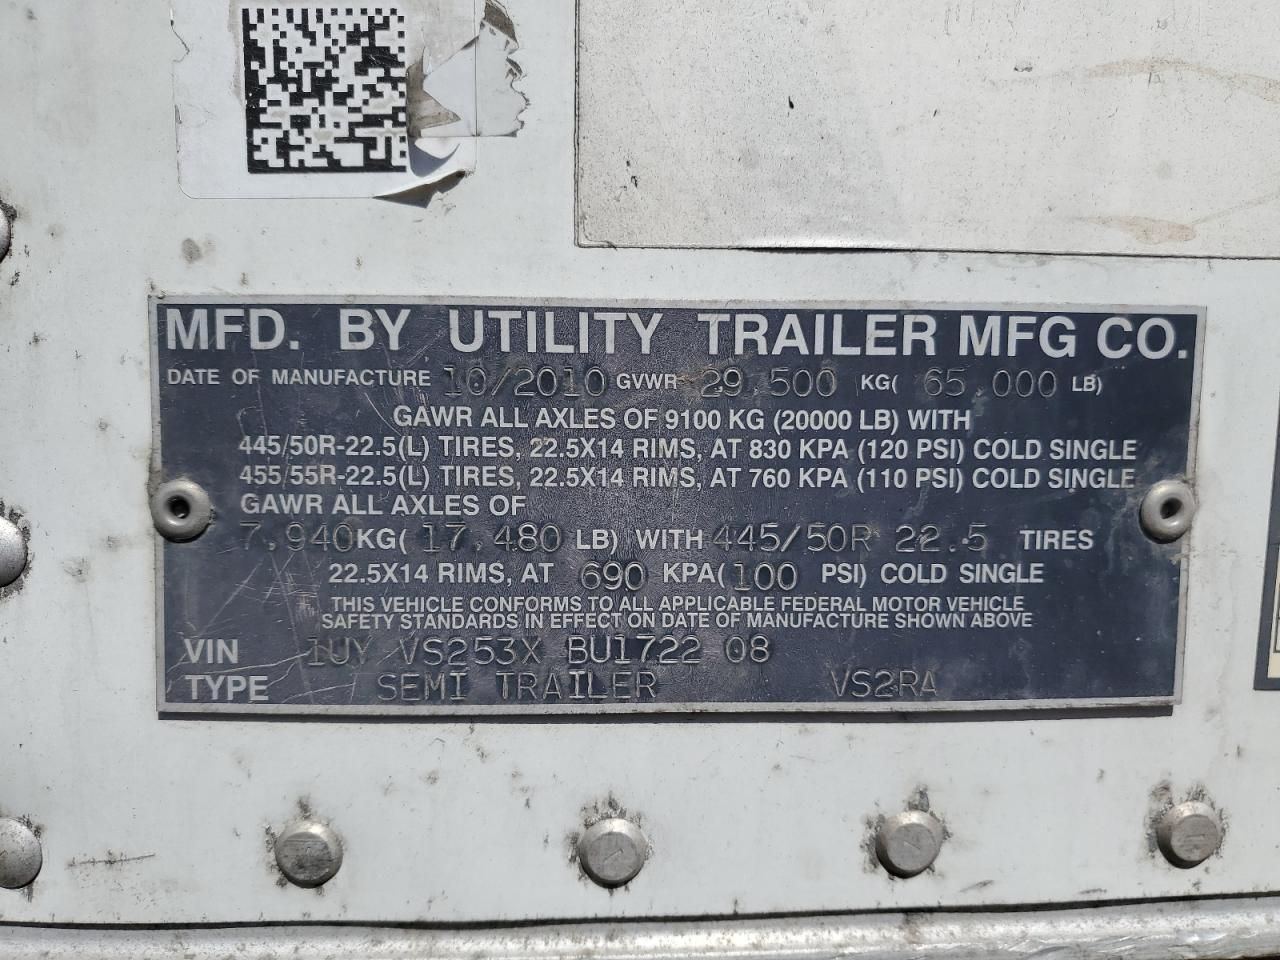 MFD. BY UTILITY TRAILER MFG CO.
DATE OF MANUFACTURE 10/2010 GVWR 29,500 KG( 65,000 LB)
GAWR ALL AXLES OF 9100 KG (20000 LB) WITH
445/50R-22.5(L) TIRES, 22.5X14 RIMS, AT 830 KPA (120 PSI) COLD SINGLE
455/55R-22.5(L) TIRES, 22.5X14 RIMS, AT 760 KPA (110 PSI) COLD SINGLE
GAWR ALL AXLES OF
7,940KG( 17,480 LB) WITH 445/50R 22.5 TIRES
22.5X14 RIMS, AT 690 KPA(100 PSI) COLD SINGLE
THIS VEHICLE CONFORMS TO ALL APPLICABLE FEDERAL MOTOR VEHICLE
SAFETY STANDARDS IN EFFECT ON DATE OF MANUFACTURE SHOWN ABOVE
VIN 1UY VS253X BU1722 08
TYPE SEMI TRAILER VS2RA